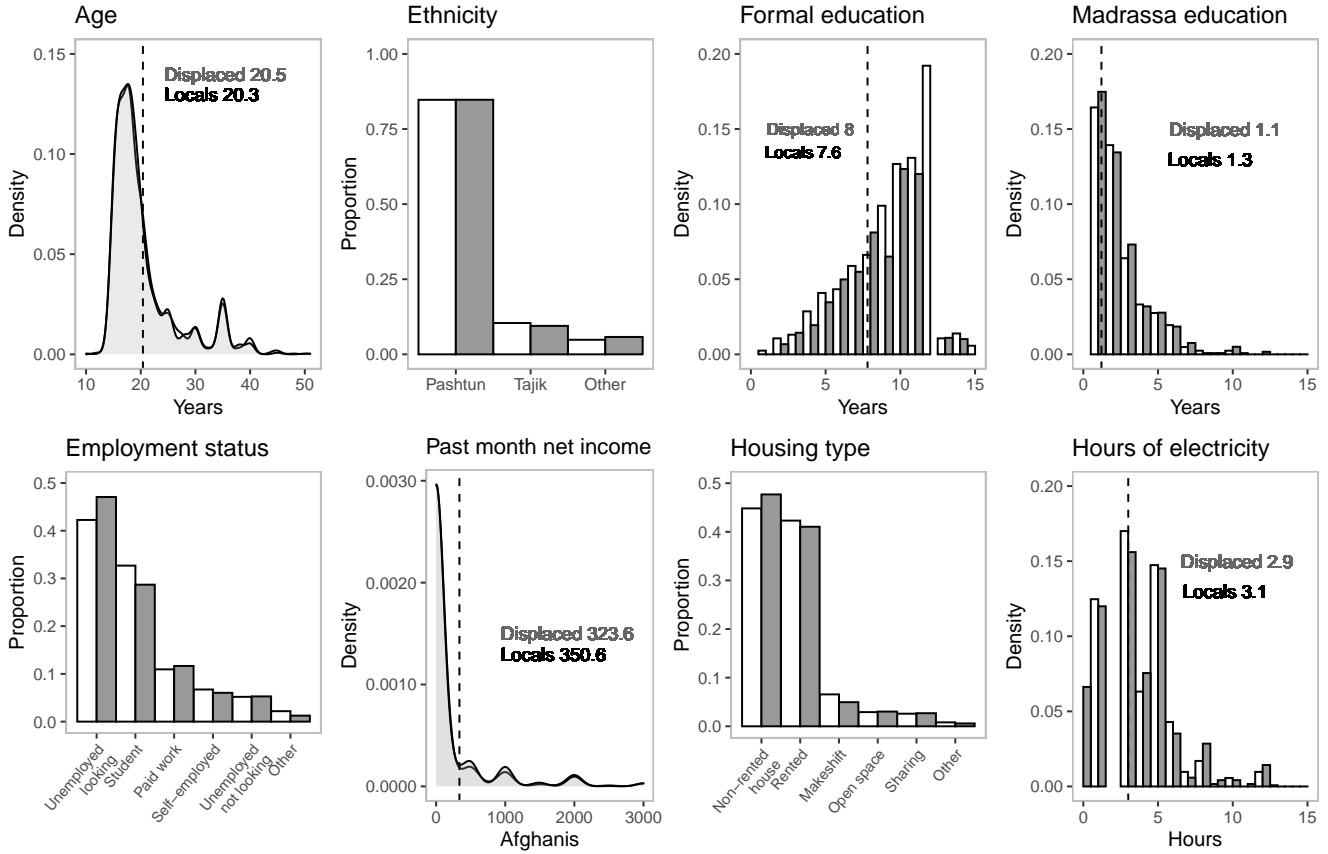 Age
0.15
0.10
0.05
0.00
Density
Displaced 20.5
Locals 20.3
10 20 30 40 50
Years
Ethnicity
1.00
0.75
0.50
0.25
0.00
Proportion
Pashtun Tajik Other
Formal education
0.20
0.15
0.10
0.05
0.00
Density
Displaced 8
Locals 7.6
0 5 10 15
Years
Madrassa education
0.20
0.15
0.10
0.05
0.00
Density
Displaced 1.1
Locals 1.3
0 5 10 15
Years
Employment status
0.5
0.4
0.3
0.2
0.1
0.0
Proportion
Unemployed
looking
Student
Paid work
Self−employed
Unemployed
not looking
Other
Past month net income
0.0030
0.0020
0.0010
0.0000
Density
Displaced 323.6
Locals 350.6
0 1000 2000 3000
Afghanis
Housing type
0.5
0.4
0.3
0.2
0.1
0.0
Proportion
Non−rented
house
Rented
Makeshift
Open space
Sharing
Other
Hours of electricity
0.20
0.15
0.10
0.05
0.00
Density
Displaced 2.9
Locals 3.1
0 5 10 15
Hours